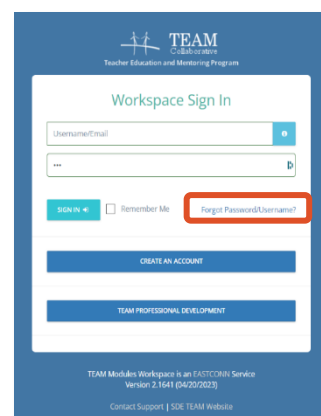 TEAM
Collaborative
Teacher Education and Mentoring Program
Workspace Sign In
Username/Email
•••
SIGN IN
Remember Me
Forgot Password/Username?
CREATE AN ACCOUNT
TEAM PROFESSIONAL DEVELOPMENT
TEAM Modules Workspace is an EASTCONN Service
Version 2.1641 (04/20/2023)
Contact Support | SDE TEAM Website